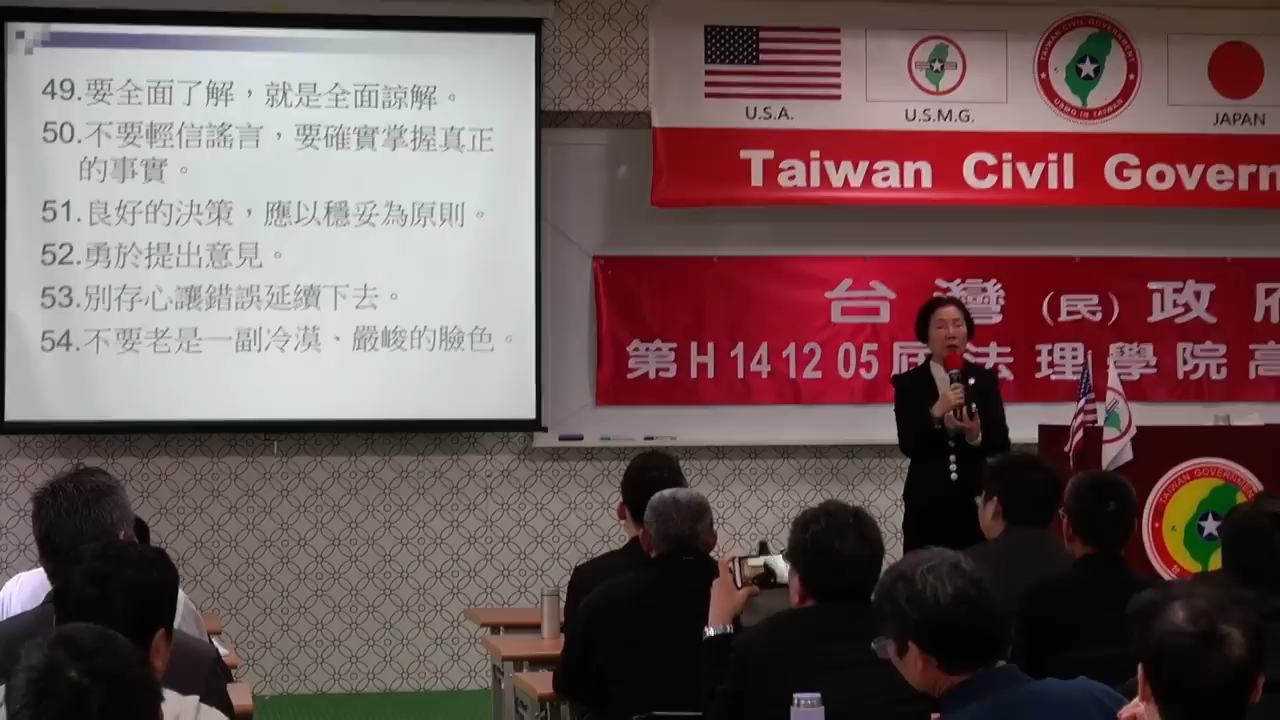 49.要全面了解，就是全面諒解。
50.不要輕信謠言，要確實掌握真正
的事實。
51.良好的決策，應以穩妥為原則。
52.勇於提出意見。
53.別存心讓錯誤延續下去。
54.不要老是一副冷漠、嚴峻的臉色。
U.S.A.
U.S.M.G.
TAIWAN CIVIL GOVERNMENT
USMG IN TAIWAN
JAPAN
Taiwan Civil Govern
台灣(民)政府
第H 14 12 05屆法理學院高
TAIWAN GOVERNMENT